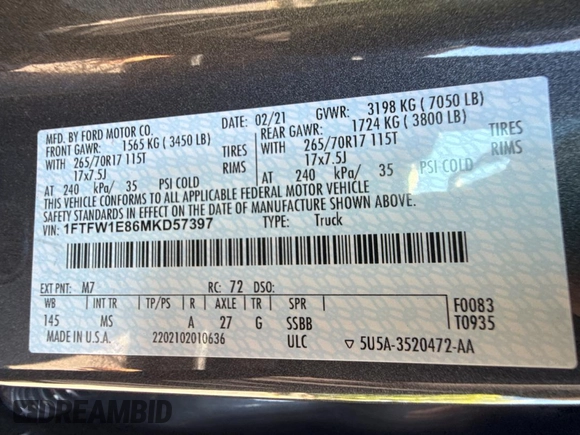 MFD. BY FORD MOTOR CO.
DATE: 02/21 GVWR: 3198 KG ( 7050 LB)
FRONT GAWR: 1565 KG ( 3450 LB) REAR GAWR: 1724 KG ( 3800 LB)
WITH 265/70R17 115T TIRES WITH 265/70R17 115T TIRES
17x7.5J RIMS 17x7.5J RIMS
AT 240 kPa/ 35 PSI COLD AT 240 kPa/ 35 PSI COLD
THIS VEHICLE CONFORMS TO ALL APPLICABLE FEDERAL MOTOR VEHICLE
SAFETY STANDARDS IN EFFECT ON THE DATE OF MANUFACTURE SHOWN ABOVE.
VIN: 1FTFW1E86MKD57397 TYPE: Truck
EXT PNT: M7 RC: 72 DSO:
WB INT TR TP/PS R AXLE TR SPR
145 MS A 27 G SSBB
F0083
T0935
MADE IN U.S.A. 2202102010636 ULC ▽ 5U5A-3520472-AA
DREAMBID